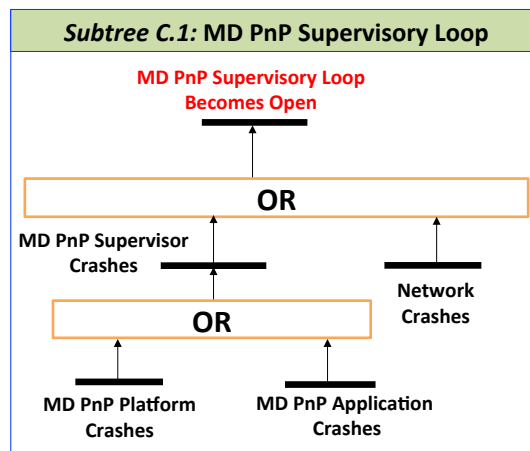 Subtree C.1: MD PnP Supervisory Loop
MD PnP Supervisory Loop
Becomes Open
OR
MD PnP Supervisor
Crashes
Network
Crashes
OR
MD PnP Platform
Crashes
MD PnP Application
Crashes